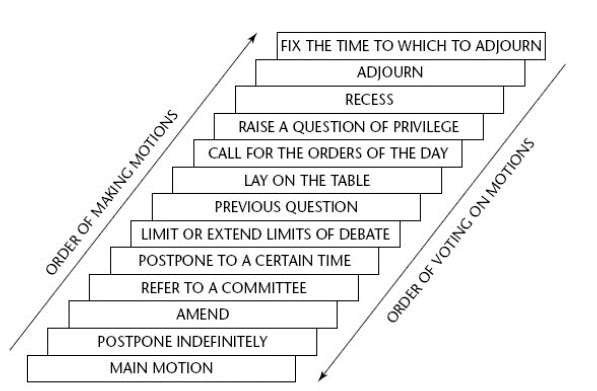 FIX THE TIME TO WHICH TO ADJOURN
ADJOURN
RECESS
RAISE A QUESTION OF PRIVILEGE
CALL FOR THE ORDERS OF THE DAY
LAY ON THE TABLE
PREVIOUS QUESTION
LIMIT OR EXTEND LIMITS OF DEBATE
POSTPONE TO A CERTAIN TIME
REFER TO A COMMITTEE
AMEND
POSTPONE INDEFINITELY
MAIN MOTION
ORDER OF MAKING MOTIONS
ORDER OF VOTING ON MOTIONS